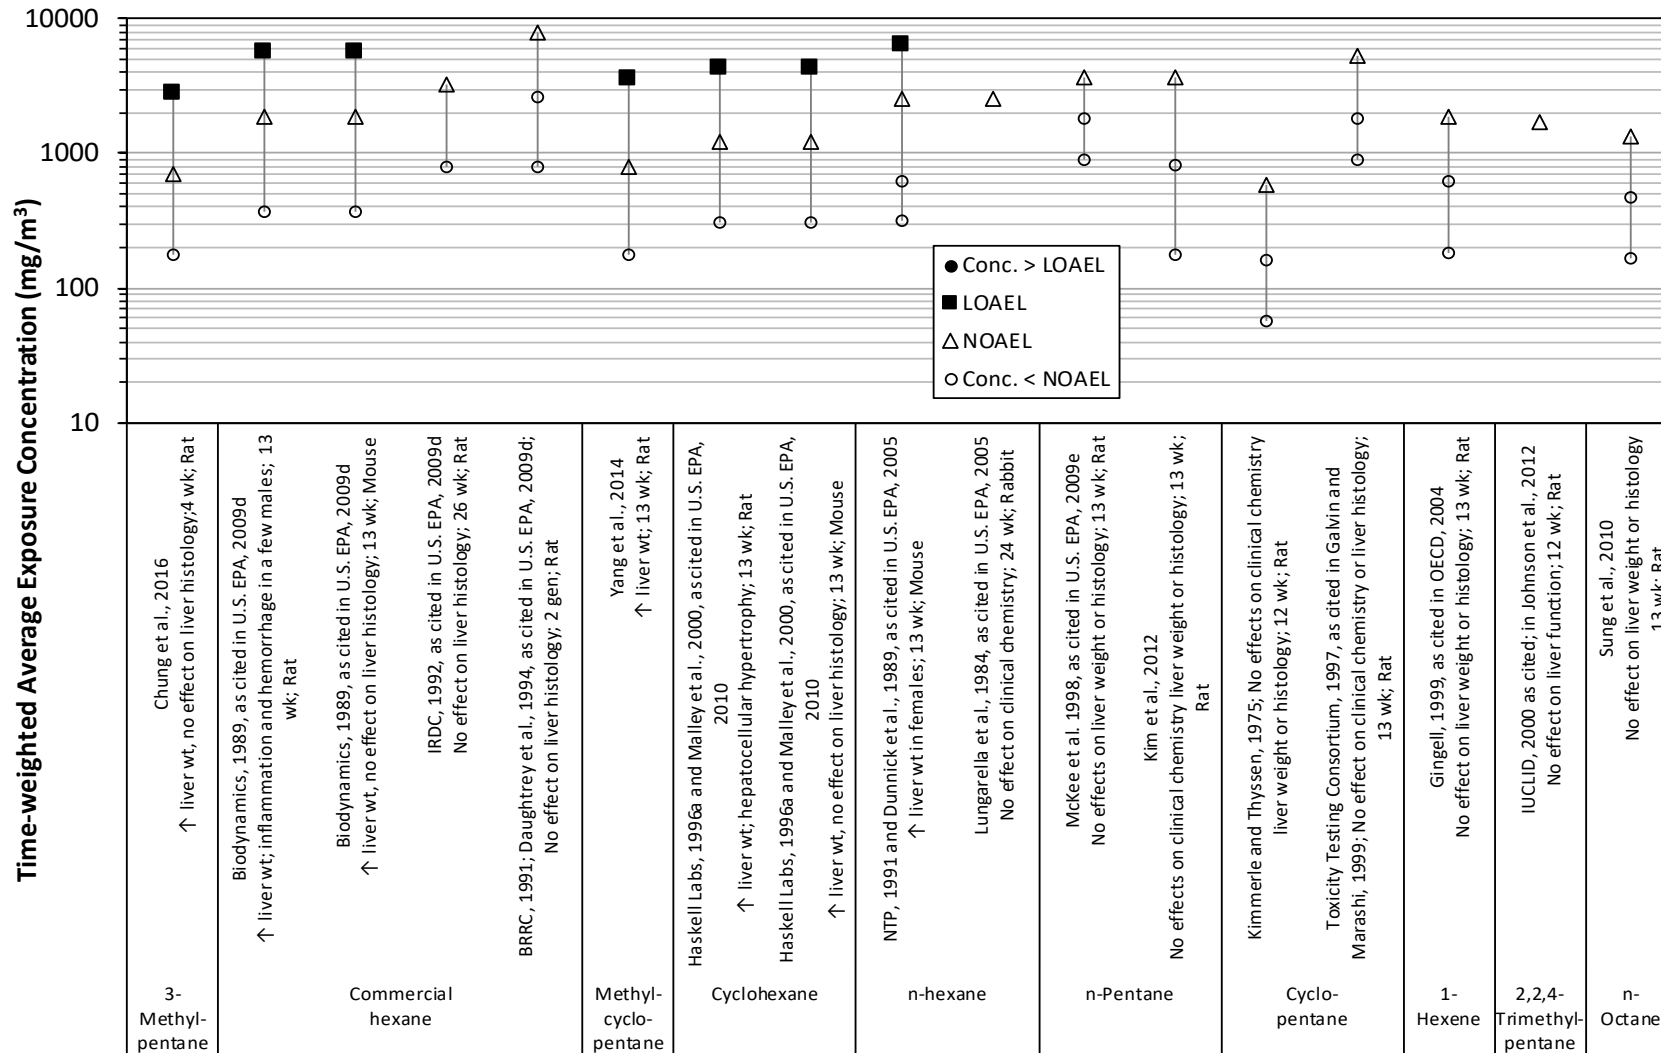 Time-weighted Average Exposure Concentration (mg/m³)
10000
1000
100
10
Conc. > LOAEL
LOAEL
NOAEL
Conc. < NOAEL
Chung et al., 2016
↑ liver wt, no effect on liver histology;4 wk; Rat
Biodynamics, 1989, as cited in U.S. EPA, 2009d
↑ liver wt; inflammation and hemorrhage in a few males; 13
wk; Rat
Biodynamics, 1989, as cited in U.S. EPA, 2009d
↑ liver wt, no effect on liver histology; 13 wk; Mouse
IRDC, 1992, as cited in U.S. EPA, 2009d
No effect on liver histology; 26 wk; Rat
BRRC, 1991; Daughtrey et al., 1994, as cited in U.S. EPA, 2009d;
No effect on liver histology; 2 gen; Rat
Yang et al., 2014
↑ liver wt; 13 wk; Rat
Haskell Labs, 1996a and Malley et al., 2000, as cited in U.S. EPA,
2010
↑ liver wt; hepatocellular hypertrophy; 13 wk; Rat
Haskell Labs, 1996a and Malley et al., 2000, as cited in U.S. EPA,
2010
↑ liver wt, no effect on liver histology; 13 wk; Mouse
NTP, 1991 and Dunnick et al., 1989, as cited in U.S. EPA, 2005
↑ liver wt in females; 13 wk; Mouse
Lungarella et al., 1984, as cited in U.S. EPA, 2005
No effect on clinical chemistry; 24 wk; Rabbit
McKee et al. 1998, as cited in U.S. EPA, 2009e
No effects on liver weight or histology; 13 wk; Rat
Kim et al., 2012
No effects on clinical chemistry liver weight or histology; 13 wk;
Rat
Kimmerle and Thyssen, 1975; No effects on clinical chemistry
liver weight or histology; 12 wk; Rat
Toxicity Testing Consortium, 1997, as cited in Galvin and
Marashi, 1999; No effect on clinical chemistry or liver histology;
13 wk; Rat
Gingell, 1999, as cited in OECD, 2004
No effect on liver weight or histology; 13 wk; Rat
IUCLID, 2000 as cited; in Johnson et al., 2012
No effect on liver function; 12 wk; Rat
Sung et al., 2010
No effect on liver weight or histology
13 wk; Rat
3-
Methyl-
pentane
Commercial
hexane
Methyl-
cyclo-
pentane
Cyclohexane
n-hexane
n-Pentane
Cyclo-
pentane
1-
Hexene
2,2,4-
Trimethyl-
pentane
n-
Octane